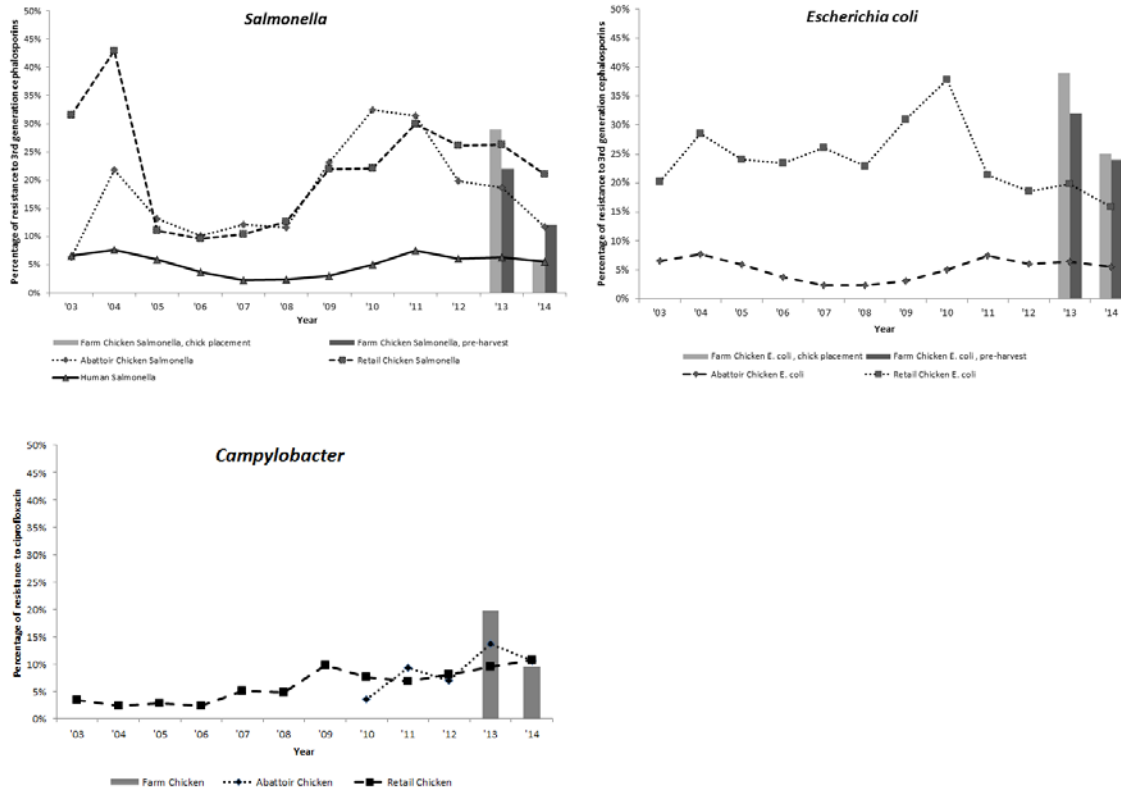 Salmonella
Percentage of resistance to 3rd generation cephalosporins
50%
45%
40%
35%
30%
25%
20%
15%
10%
5%
0%
'03 '04 '05 '06 '07 '08 '09 '10 '11 '12 '13 '14
Year
Farm Chicken Salmonella, chick placement
Farm Chicken Salmonella, pre-harvest
Abattoir Chicken Salmonella
Retail Chicken Salmonella
Human Salmonella
Escherichia coli
Percentage of resistance to 3rd generation cephalosporins
50%
45%
40%
35%
30%
25%
20%
15%
10%
5%
0%
'03 '04 '05 '06 '07 '08 '09 '10 '11 '12 '13 '14
Year
Farm Chicken E. coli , chick placement
Farm Chicken E. coli , pre-harvest
Abattoir Chicken E. coli
Retail Chicken E. coli
Campylobacter
Percentage of resistance to ciprofloxacin
50%
45%
40%
35%
30%
25%
20%
15%
10%
5%
0%
'03 '04 '05 '06 '07 '08 '09 '10 '11 '12 '13 '14
Year
Farm Chicken
Abattoir Chicken
Retail Chicken